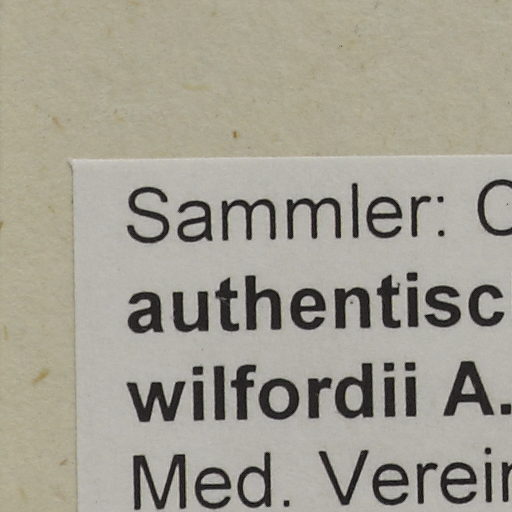 Sammler:
authentisc
wilfordii A.
Med. Verein